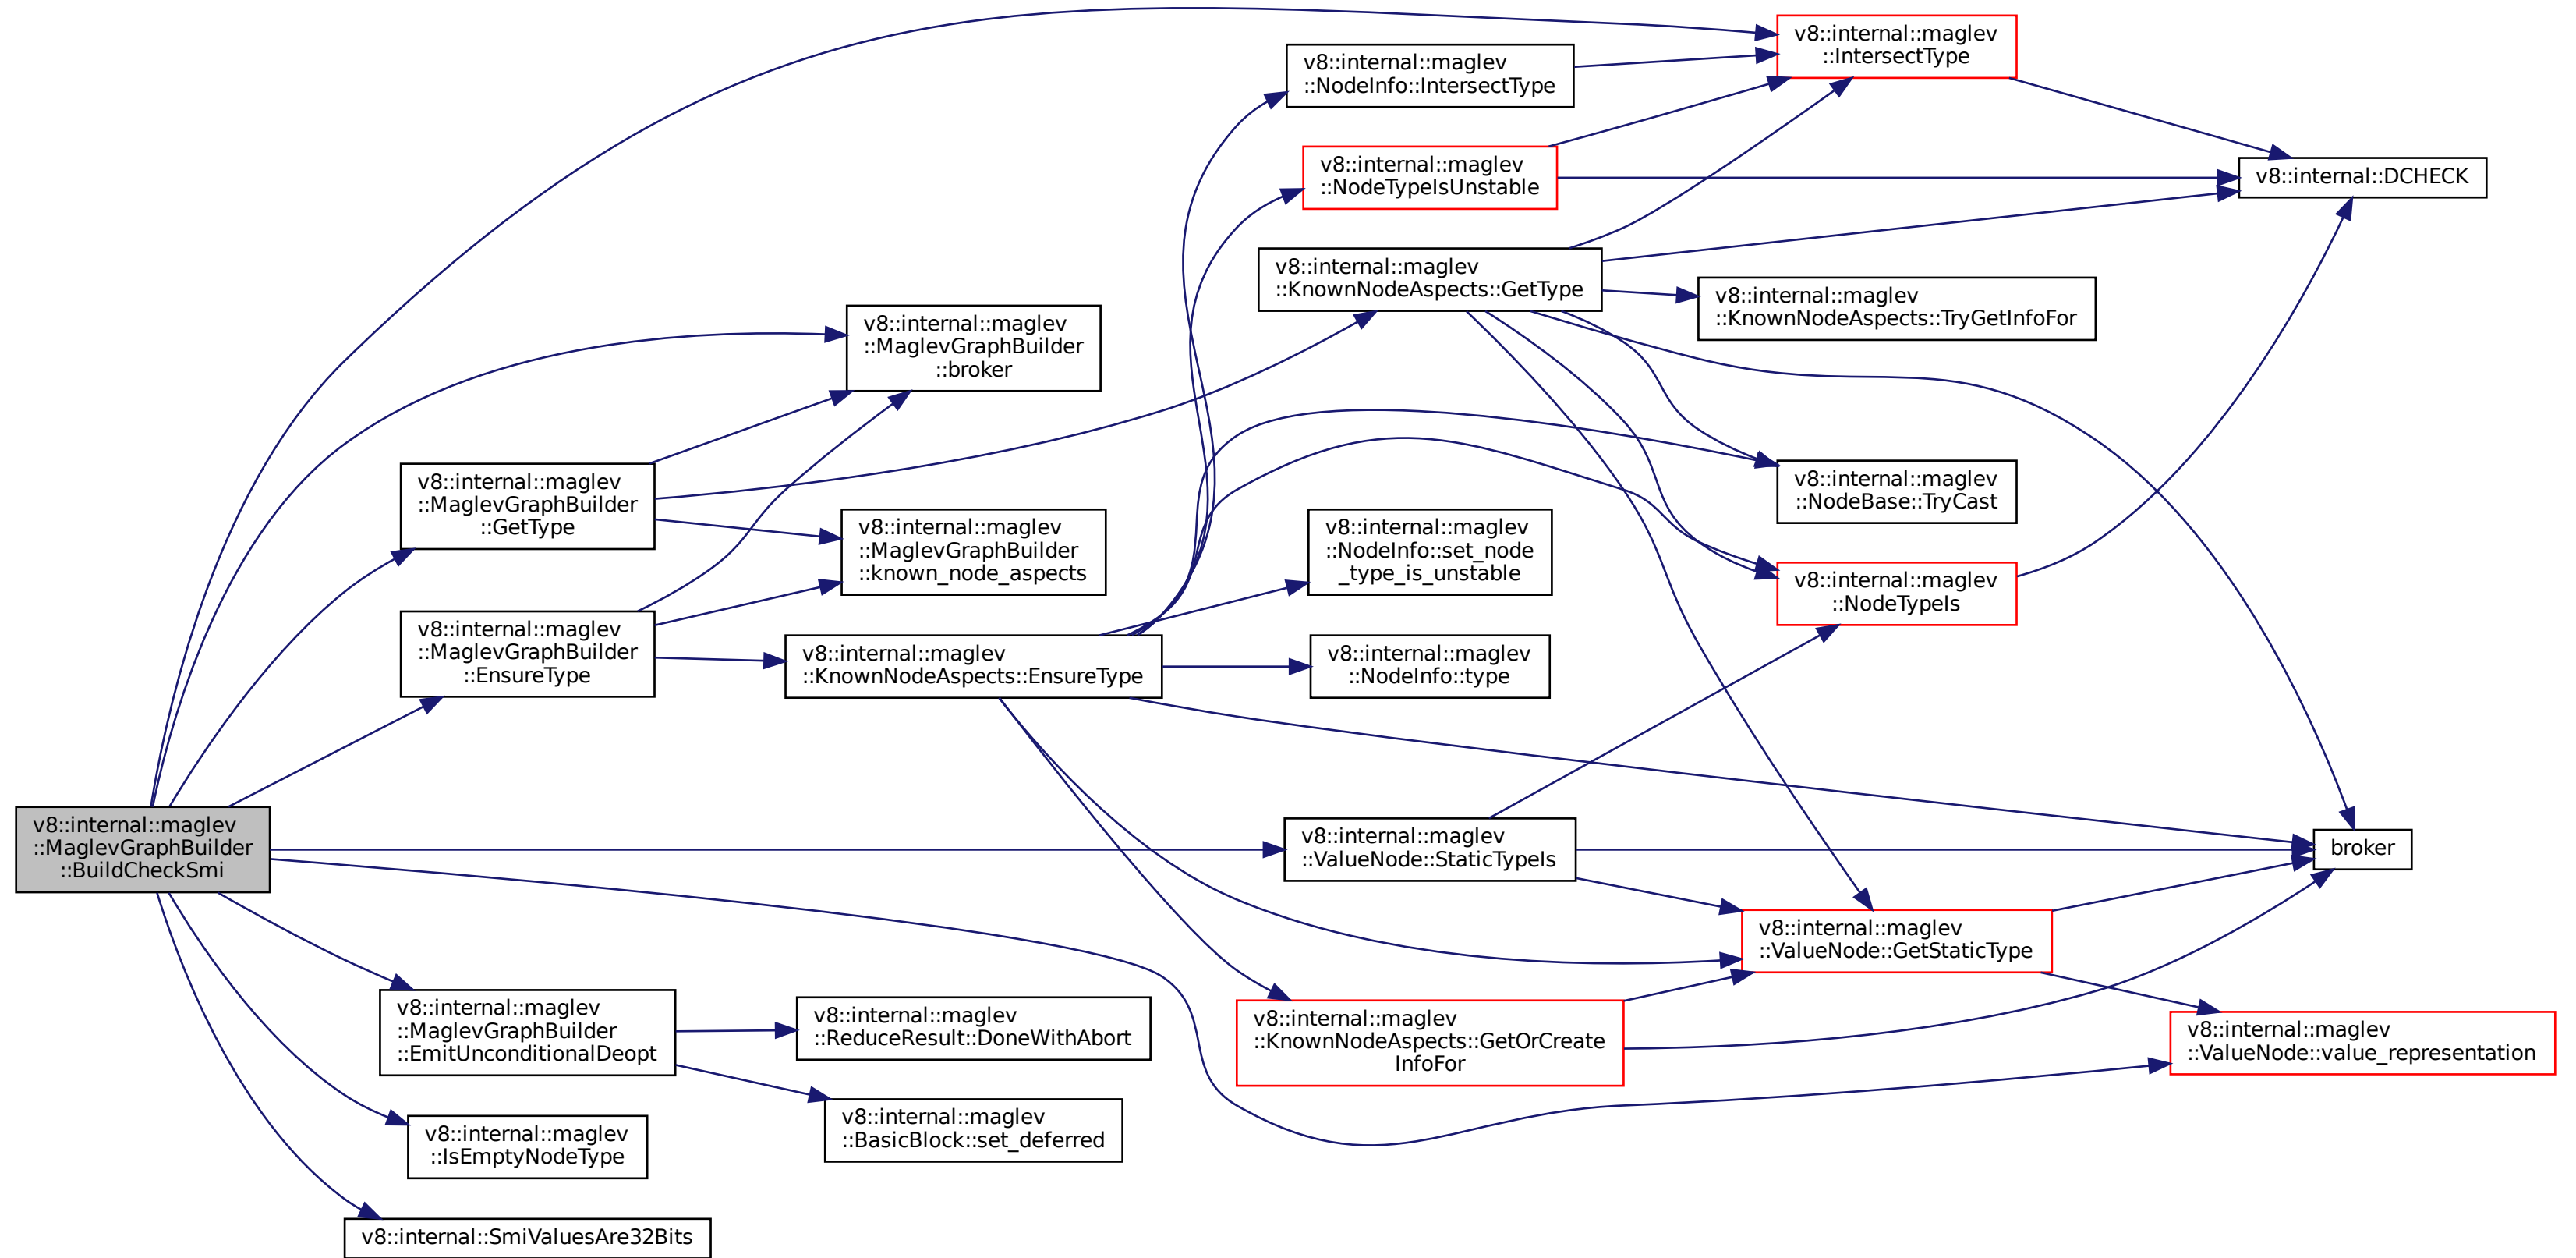 v8::internal::maglev
::MaglevGraphBuilder
::BuildCheckSmi
v8::internal::maglev
::IntersectType
v8::internal::DCHECK
v8::internal::maglev
::MaglevGraphBuilder
::broker
v8::internal::maglev
::MaglevGraphBuilder
::GetType
v8::internal::maglev
::MaglevGraphBuilder
::known_node_aspects
v8::internal::maglev
::KnownNodeAspects::GetType
v8::internal::maglev
::KnownNodeAspects::TryGetInfoFor
v8::internal::maglev
::NodeBase::TryCast
v8::internal::maglev
::NodeTypeIs
v8::internal::maglev
::NodeInfo::IntersectType
v8::internal::maglev
::NodeTypeIsUnstable
v8::internal::maglev
::MaglevGraphBuilder
::EnsureType
v8::internal::maglev
::KnownNodeAspects::EnsureType
v8::internal::maglev
::NodeInfo::set_node
_type_is_unstable
v8::internal::maglev
::NodeInfo::type
v8::internal::maglev
::ValueNode::StaticTypeIs
broker
v8::internal::maglev
::ValueNode::GetStaticType
v8::internal::maglev
::KnownNodeAspects::GetOrCreate
InfoFor
v8::internal::maglev
::ValueNode::value_representation
v8::internal::maglev
::MaglevGraphBuilder
::EmitUnconditionalDeopt
v8::internal::maglev
::ReduceResult::DoneWithAbort
v8::internal::maglev
::BasicBlock::set_deferred
v8::internal::maglev
::IsEmptyNodeType
v8::internal::SmiValuesAre32Bits